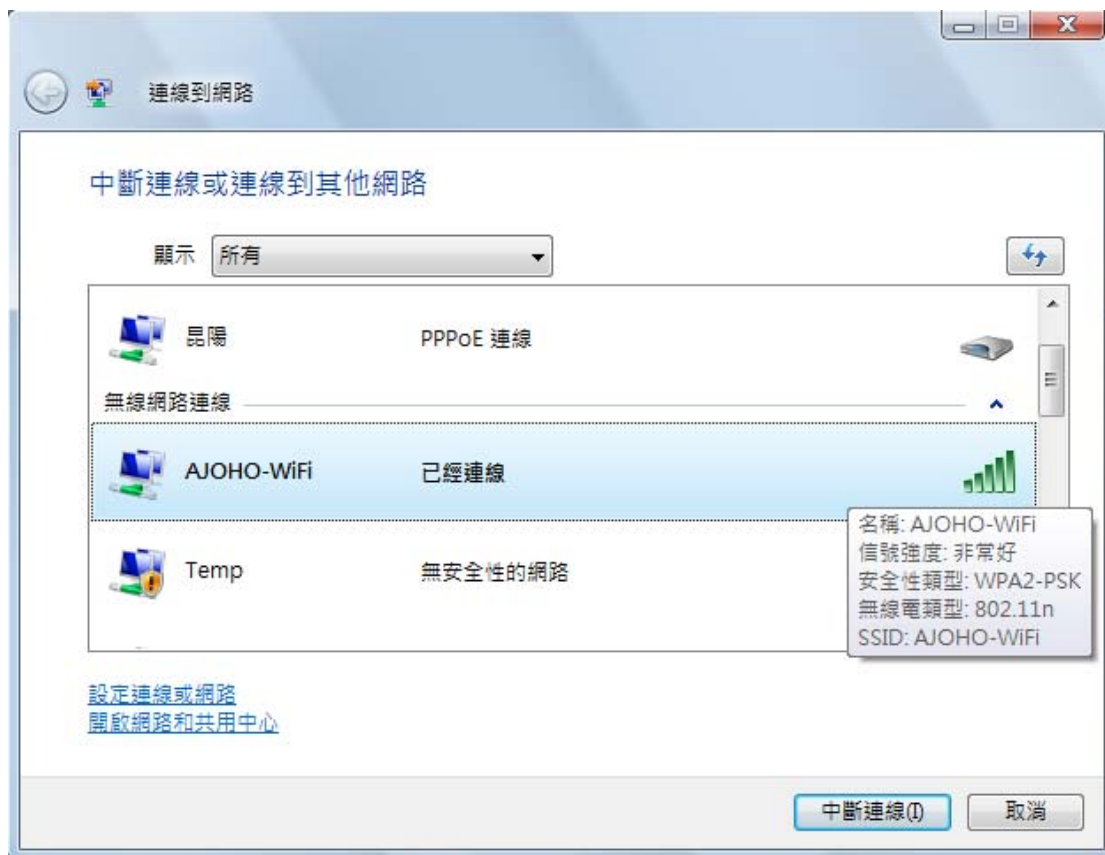 連線到網路
中斷連線或連線到其他網路
顯示 所有
昆陽 PPPoE 連線
無線網路連線
AJOHO-WiFi 已經連線
Temp 無安全性的網路
名稱: AJOHO-WiFi
信號強度: 非常好
安全性類型: WPA2-PSK
無線電類型: 802.11n
SSID: AJOHO-WiFi
設定連線或網路
開啟網路和共用中心
中斷連線(I) 取消